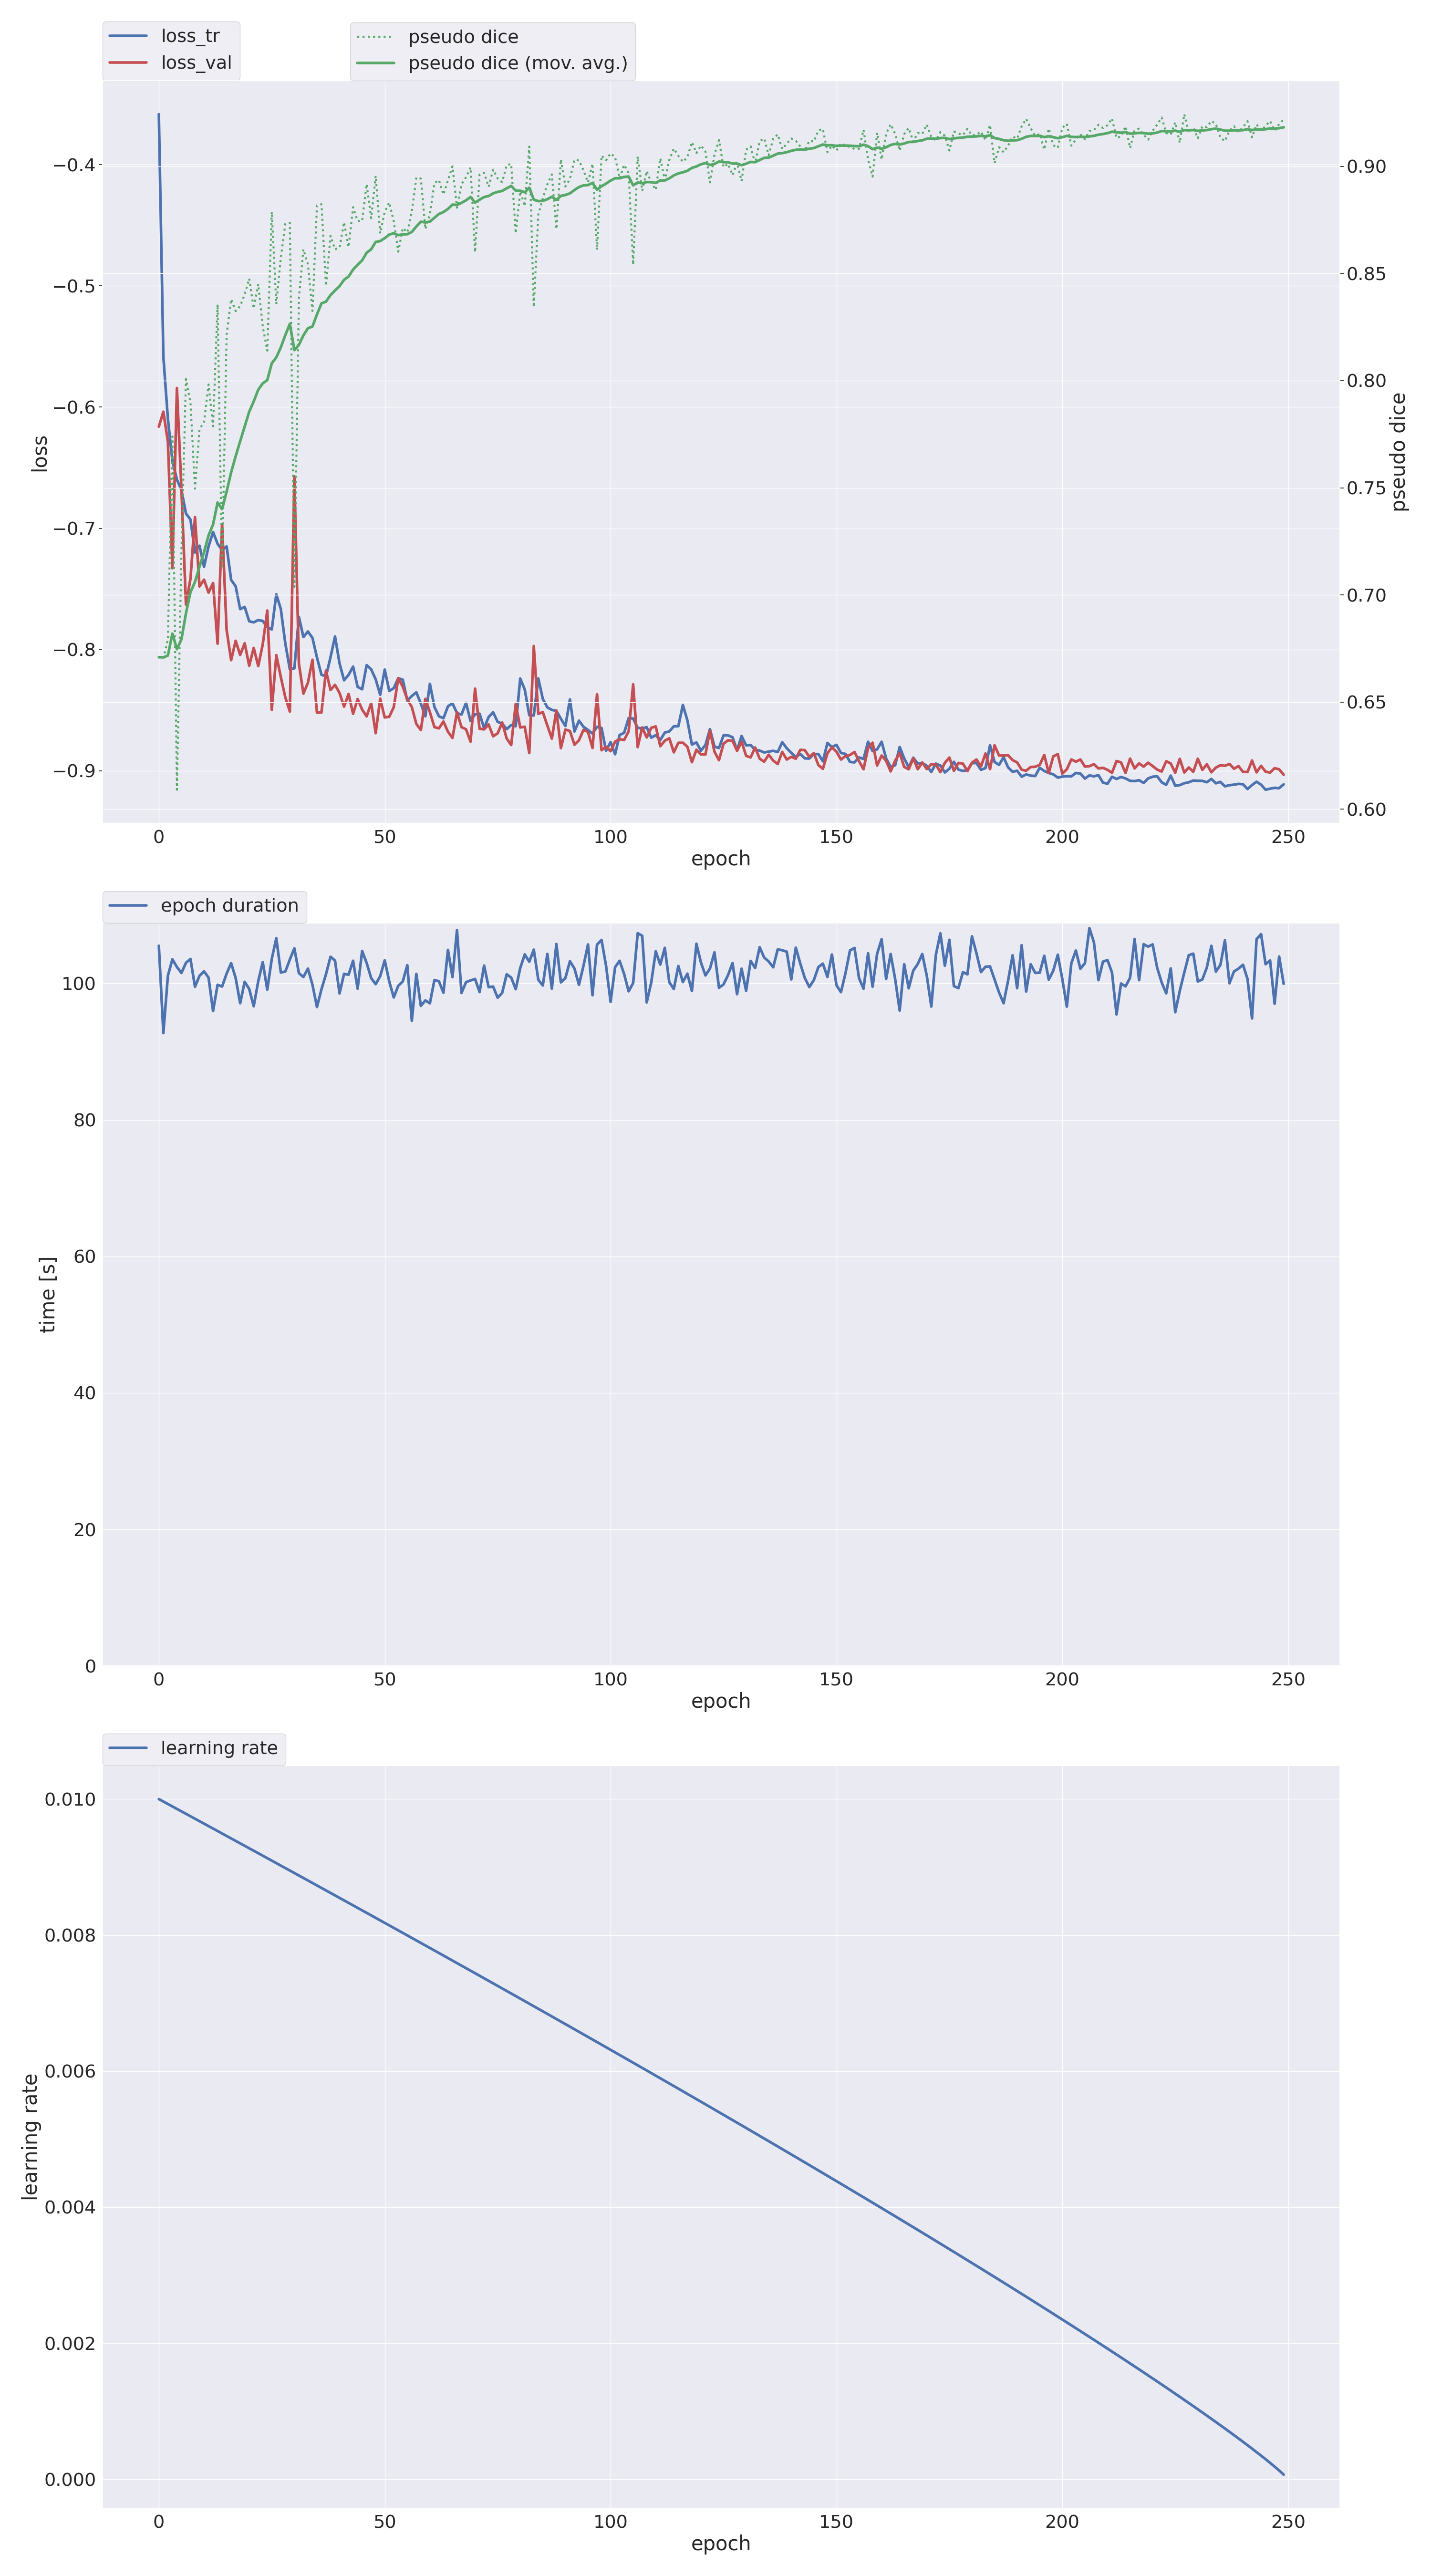 loss_tr
loss_val
pseudo dice
pseudo dice (mov. avg.)
−0.4
−0.5
−0.6
−0.7
−0.8
−0.9
loss
0.90
0.85
0.80
0.75
0.70
0.65
0.60
pseudo dice
0 50 100 150 200 250
epoch
epoch duration
100
80
60
40
20
0
time [s]
0 50 100 150 200 250
epoch
learning rate
0.010
0.008
0.006
0.004
0.002
0.000
learning rate
0 50 100 150 200 250
epoch